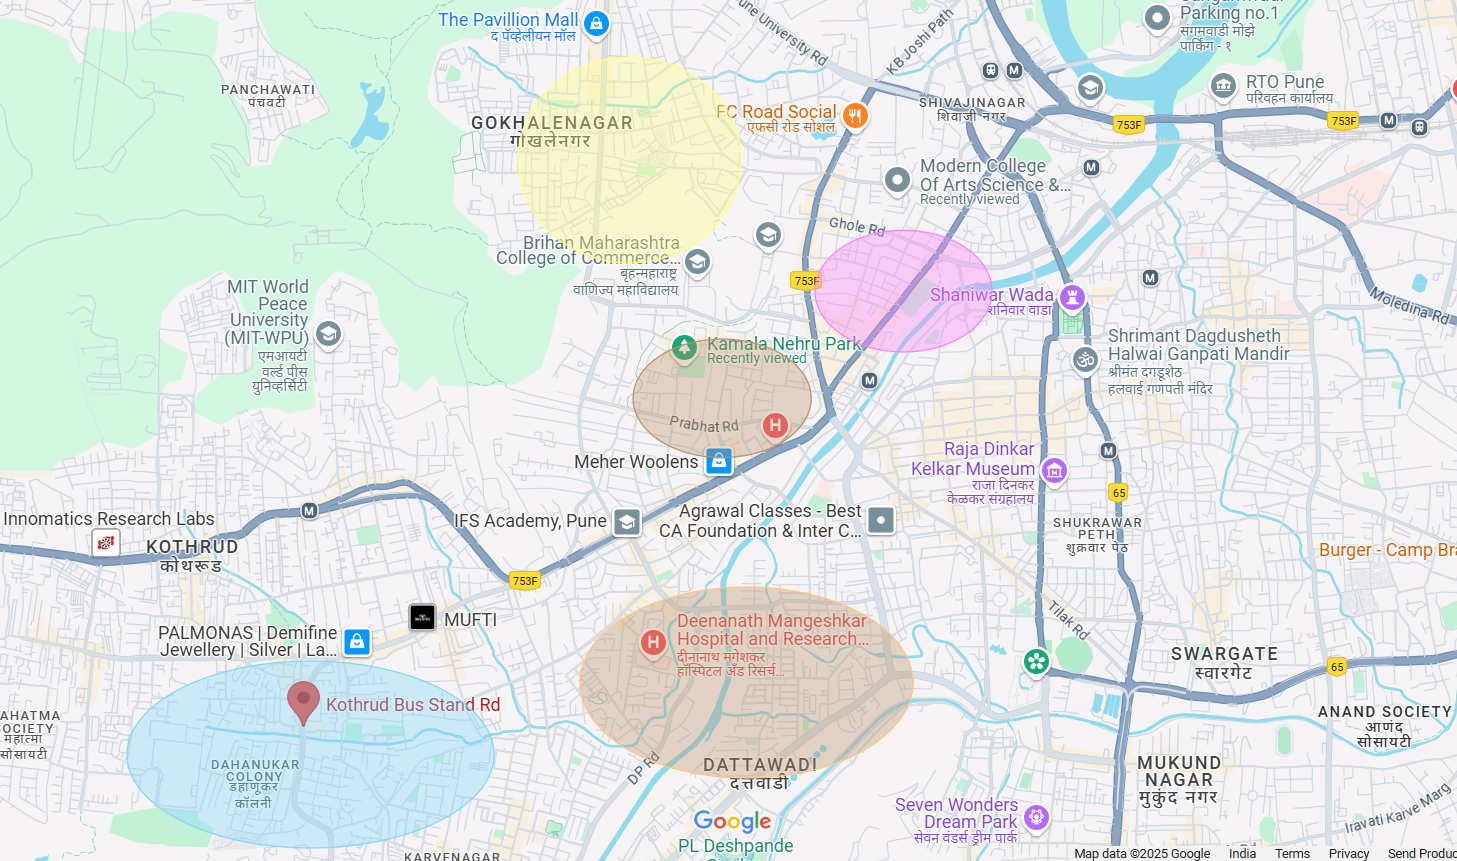 The Pavillion Mall
द पॅव्हेलीयन मॉल
une University Rd
KB Joshi Path
Parking no.1
संगमवाडी मोझे
पार्किंग - १
PANCHAWATI
पंचवटी
RTO Pune
परिवहन कार्यालय
SHIVAJINAGAR
शिवाजी नगर
753F
753F
FC Road Social
एफसी रोड सोशल
GOKHALENAGAR
गोखलेनगर
Modern College
Of Arts Science &...
Recently viewed
Ghole Rd
Brihan Maharashtra
College of Commerce...
बृहन्महाराष्ट्र
वाणिज्य महाविद्यालय
753F
MIT World
Peace
University
(MIT-WPU)
एमआयटी
वर्ल्ड पीस
युनिव्हर्सिटी
Shaniwar Wada
शनिवार वाडा
Moledina Rd
Kamala Nehru Park
Recently viewed
Shrimant Dagdusheth
Halwai Ganpati Mandir
श्रीमंत दगडूशेठ
हलवाई गणपती मंदिर
Prabhat Rd
H
Meher Woolens
Raja Dinkar
Kelkar Museum
राजा दिनकर
केळकर संग्रहालय
65
Innomatics Research Labs
KOTHRUD
कोथरूड
IFS Academy, Pune
Agrawal Classes - Best
CA Foundation & Inter C...
SHUKRAWAR
PETH
शुक्रवार पेठ
Burger - Camp Bra
753F
MUFTI
PALMONAS | Demifine
Jewellery | Silver | La...
Deenanath Mangeshkar
Hospital and Research...
दीनानाथ मंगेशकर
हॉस्पिटल अँड रिसर्च...
H
Tilak Rd
SWARGATE
स्वारगेट
65
Kothrud Bus Stand Rd
AHATMA
OCIETY
महात्मा
सोसायटी
ANAND SOCIETY
आणंद
सोसायटी
DAHANUKAR
COLONY
डहाणूकर
कॉलनी
DP Rd
DATTAWADI
दत्तवाडी
MUKUND
NAGAR
मुकुंद नगर
Seven Wonders
Dream Park
सेवन वंडर्स ड्रीम पार्क
Iravati Karve Marg
Google
PL Deshpande
KARVENAGAR
Map data ©2025 Google
India
Terms
Privacy
Send Produc